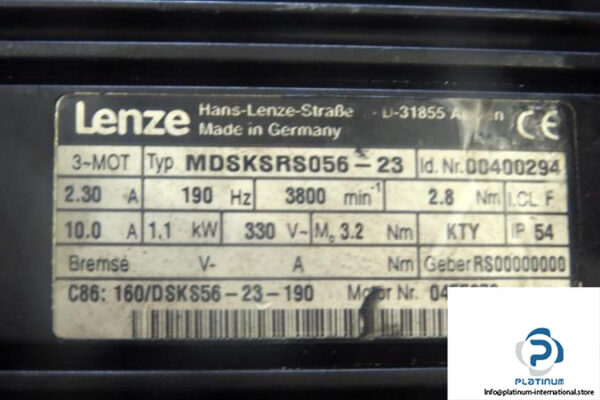 Lenze Hans-Lenze-Straße D-31855
Made in Germany CE
3~MOT Typ MDSKSRS056-23 Id. Nr. 00400294
2.30 A 190 Hz 3800 min-1 2.8 Nm I.CL F
10.0 A 1.1 kW 330 V~ M0 3.2 Nm KTY IP 54
Bremse V- A Nm Geber RS00000000
C86: 160/DSKS56-23-190 Motor Nr.
PLATINUM
Info@platinum-international.store